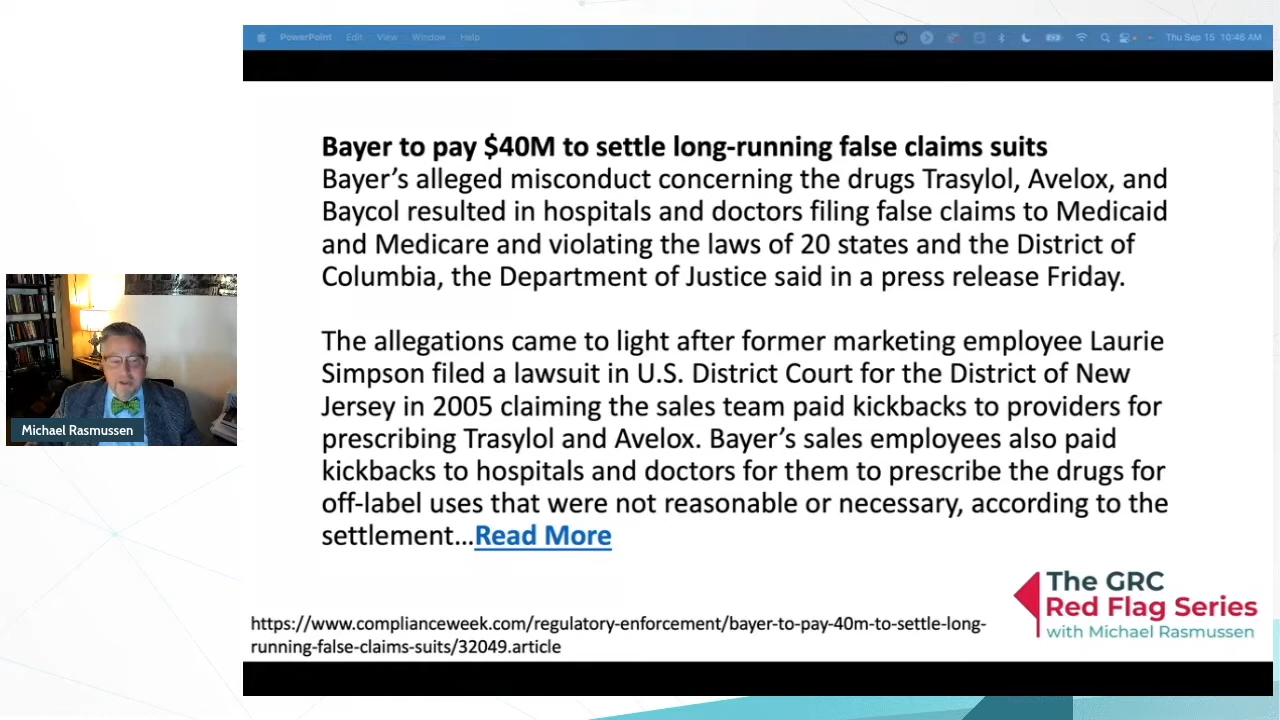 PowerPoint Edit View Window Help
Thu Sep 15 10:46 AM
Bayer to pay $40M to settle long-running false claims suits
Bayer’s alleged misconduct concerning the drugs Trasylol, Avelox, and
Baycol resulted in hospitals and doctors filing false claims to Medicaid
and Medicare and violating the laws of 20 states and the District of
Columbia, the Department of Justice said in a press release Friday.
The allegations came to light after former marketing employee Laurie
Simpson filed a lawsuit in U.S. District Court for the District of New
Jersey in 2005 claiming the sales team paid kickbacks to providers for
prescribing Trasylol and Avelox. Bayer’s sales employees also paid
kickbacks to hospitals and doctors for them to prescribe the drugs for
off-label uses that were not reasonable or necessary, according to the
settlement…Read More
Michael Rasmussen
The GRC
Red Flag Series
with Michael Rasmussen
https://www.complianceweek.com/regulatory-enforcement/bayer-to-pay-40m-to-settle-long-
running-false-claims-suits/32049.article